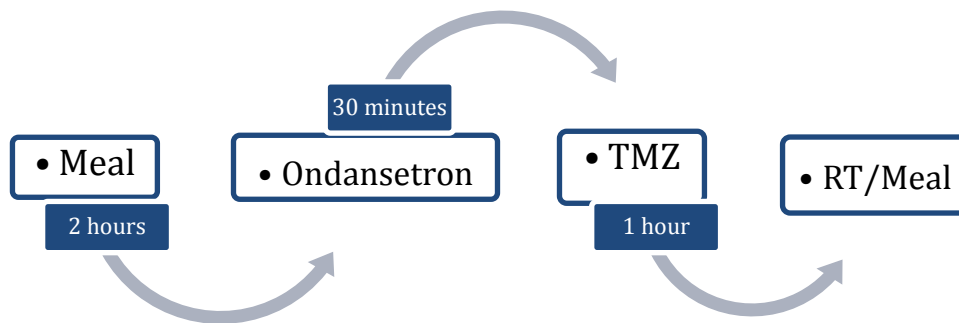 30 minutes
• Meal
• Ondansetron
• TMZ
• RT/Meal
2 hours
1 hour